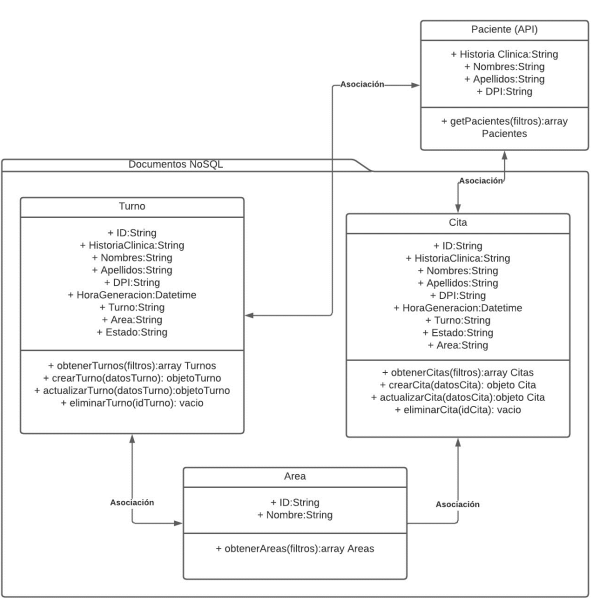 Paciente (API)
+ Historia Clinica:String
+ Nombres:String
+ Apellidos:String
+ DPI:String
+ getPacientes(filtros):array
Pacientes
Asociación
Asociación
Documentos NoSQL
Turno
+ ID:String
+ HistoriaClinica:String
+ Nombres:String
+ Apellidos:String
+ DPI:String
+ HoraGeneracion:Datetime
+ Turno:String
+ Area:String
+ Estado:String
+ obtenerTurnos(filtros):array Turnos
+ crearTurno(datosTurno): objetoTurno
+ actualizarTurno(datosTurno):objetoTurno
+ eliminarTurno(idTurno): vacio
Cita
+ ID:String
+ HistoriaClinica:String
+ Nombres:String
+ Apellidos:String
+ DPI:String
+ HoraGeneracion:Datetime
+ Turno:String
+ Estado:String
+ Area:String
+ obtenerCitas(filtros):array Citas
+ crearCita(datosCita): objeto Cita
+ actualizarCita(datosCita):objeto Cita
+ eliminarCita(idCita): vacio
Asociación
Asociación
Area
+ ID:String
+ Nombre:String
+ obtenerAreas(filtros):array Areas